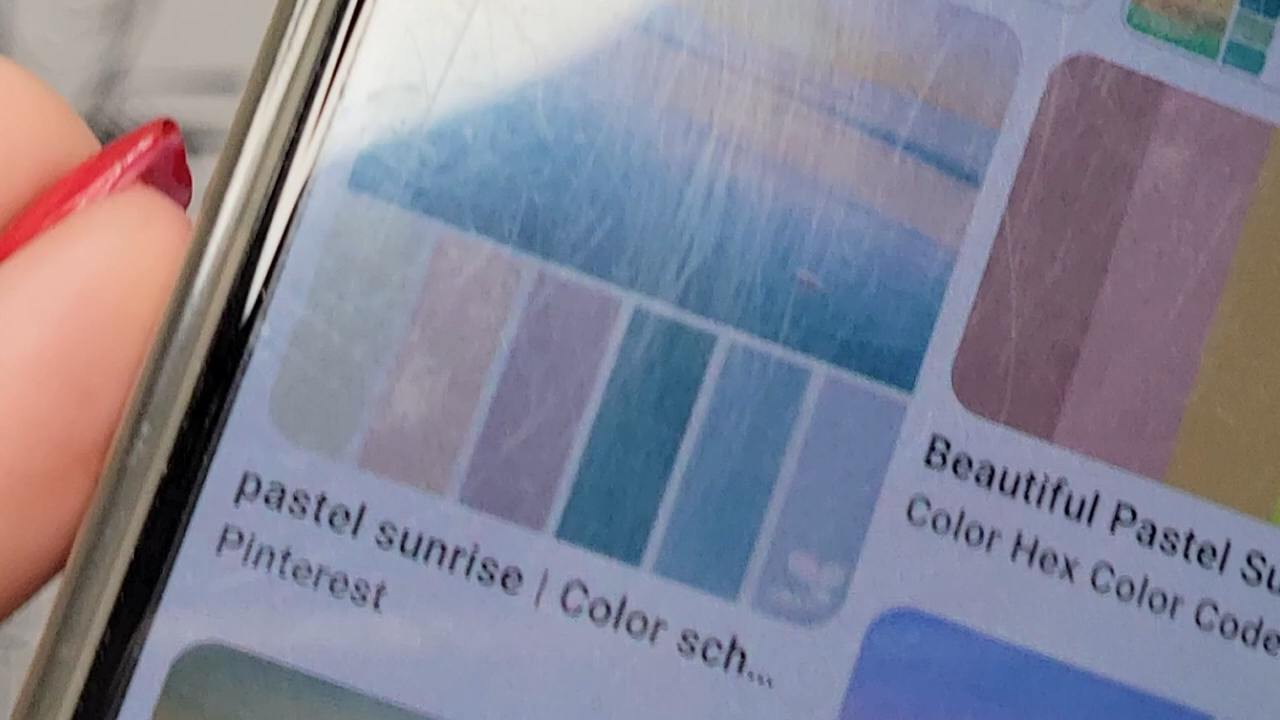 pastel sunrise | Color sch...
Pinterest
Beautiful Pastel Su
Color Hex Color Code